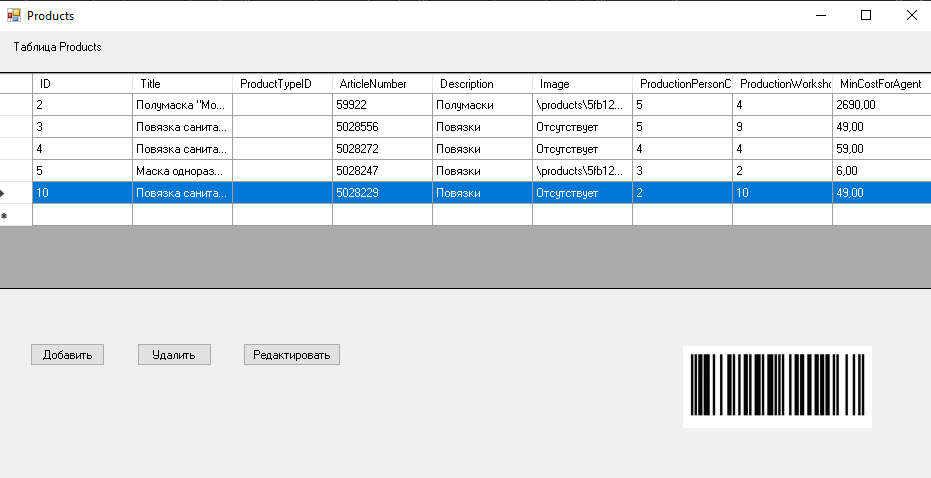 Products
Таблица Products
ID Title ProductTypeID ArticleNumber Description Image ProductionPersonC ProductionWorksho MinCostForAgent
2 Полумаска "Мо... 59922 Полумаски \products\5fb12... 5 4 2690,00
3 Повязка санита... 5028556 Повязки Отсутствует 5 9 49,00
4 Повязка санита... 5028272 Повязки Отсутствует 4 4 59,00
5 Маска однораз... 5028247 Повязки \products\5fb12... 3 2 6,00
10 Повязка санита... 5028229 Повязки Отсутствует 2 10 49,00
Добавить Удалить Редактировать